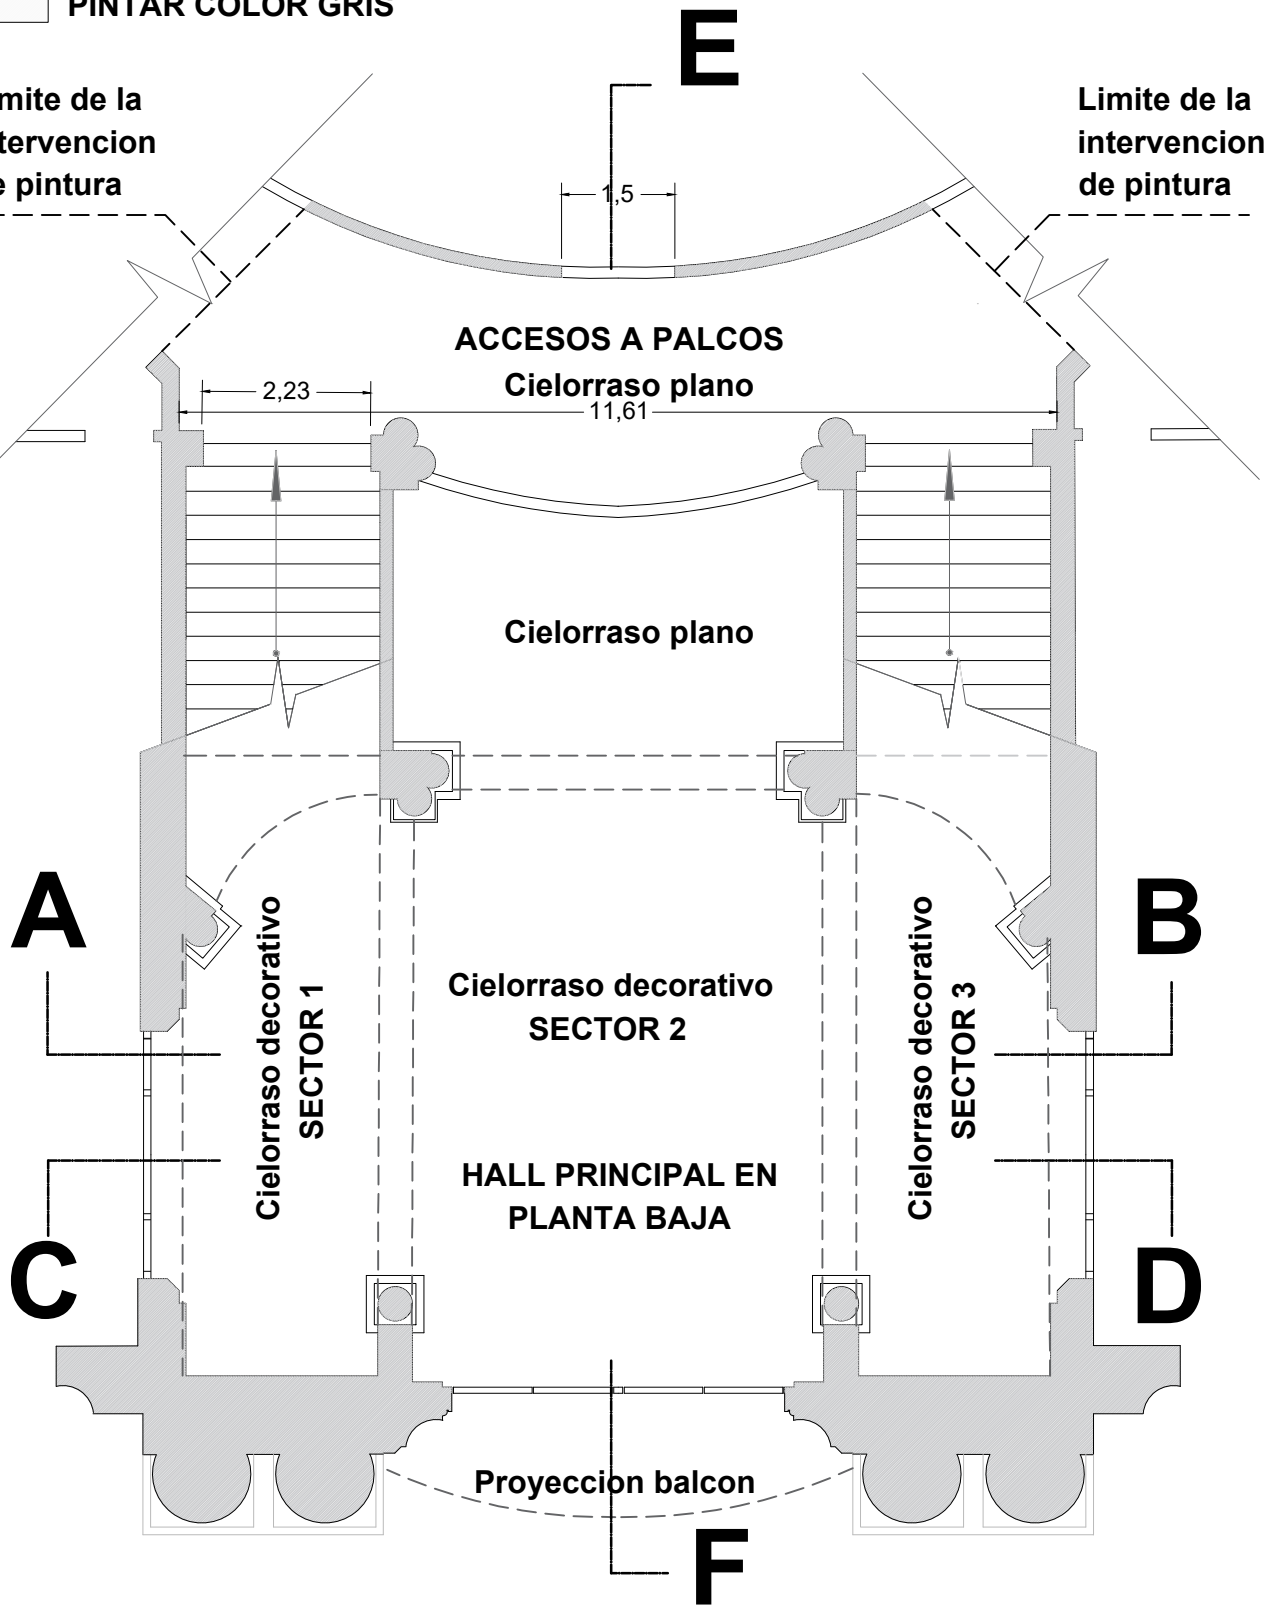 PINTAR COLOR GRIS
E
mite de la
tervencion
e pintura
Limite de la
intervencion
de pintura
1,5
ACCESOS A PALCOS
Cielorraso plano
2,23
11,61
Cielorraso plano
A
B
Cielorraso decorativo
SECTOR 1
Cielorraso decorativo
SECTOR 2
Cielorraso decorativo
SECTOR 3
HALL PRINCIPAL EN
PLANTA BAJA
C
D
Proyeccion balcon
F